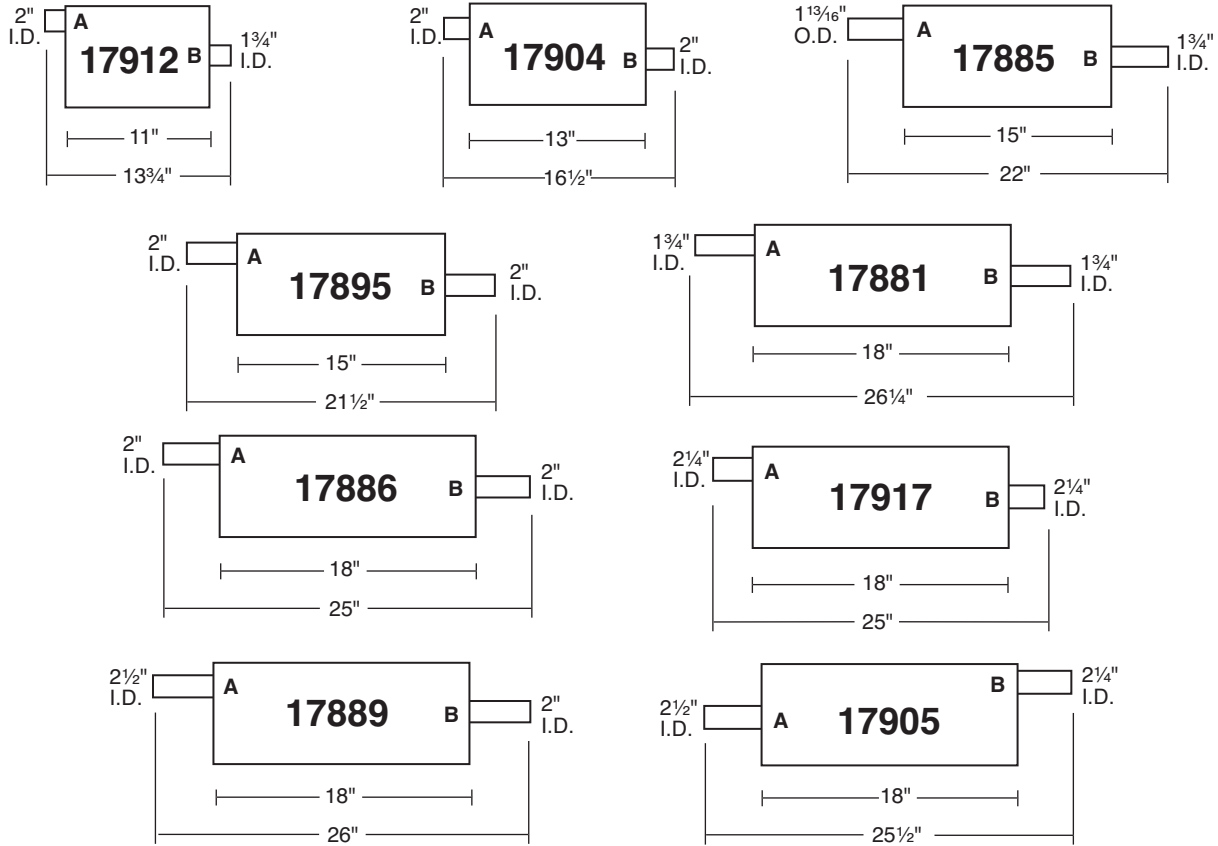 2"
I.D.
A
17912
B
1¾"
I.D.
11"
13¾"
2"
I.D.
A
17904
B
2"
I.D.
13"
16½"
1¹³⁄₁₆"
O.D.
A
17885
B
1¾"
I.D.
15"
22"
2"
I.D.
A
17895
B
2"
I.D.
15"
21½"
1¾"
I.D.
A
17881
B
1¾"
I.D.
18"
26¼"
2"
I.D.
A
17886
B
2"
I.D.
18"
25"
2¼"
I.D.
A
17917
B
2¼"
I.D.
18"
25"
2½"
I.D.
A
17889
B
2"
I.D.
18"
26"
2½"
I.D.
A
17905
B
2¼"
I.D.
18"
25½"